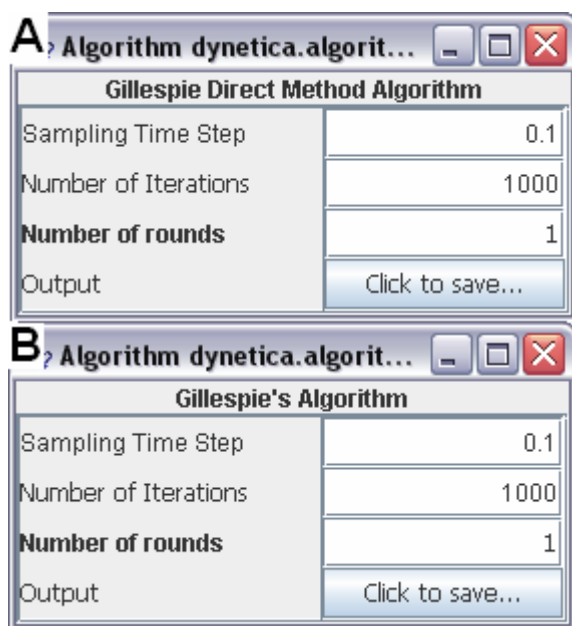 A ? Algorithm dynetica.algorit...
Gillespie Direct Method Algorithm
Sampling Time Step 0.1
Number of Iterations 1000
Number of rounds 1
Output Click to save...
B ? Algorithm dynetica.algorit...
Gillespie's Algorithm
Sampling Time Step 0.1
Number of Iterations 1000
Number of rounds 1
Output Click to save...